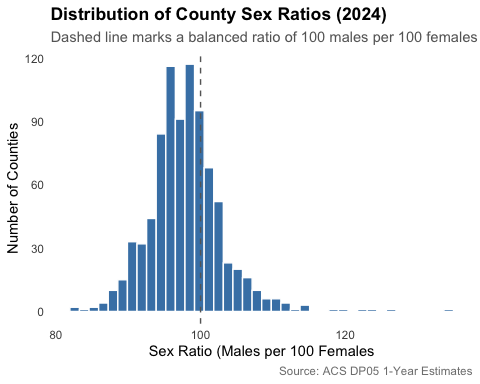 Distribution of County Sex Ratios (2024)
Dashed line marks a balanced ratio of 100 males per 100 females
120
90
60
30
0
Number of Counties
80 100 120
Sex Ratio (Males per 100 Females
Source: ACS DP05 1-Year Estimates